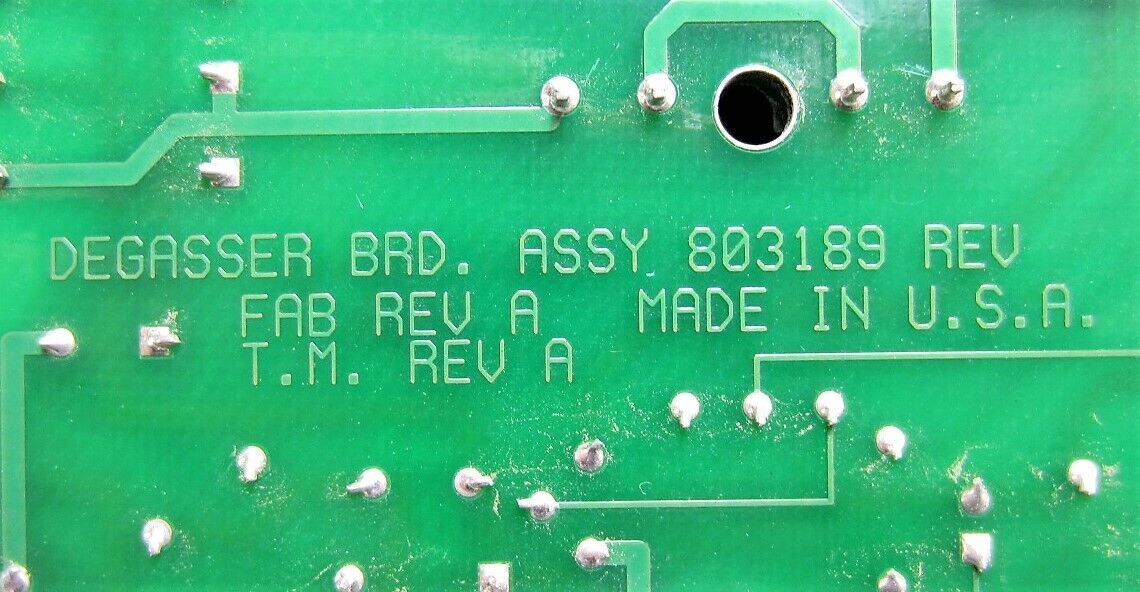 DEGASSER BRD. ASSY 803189 REV
FAB REV A MADE IN U.S.A.
T.M. REV A